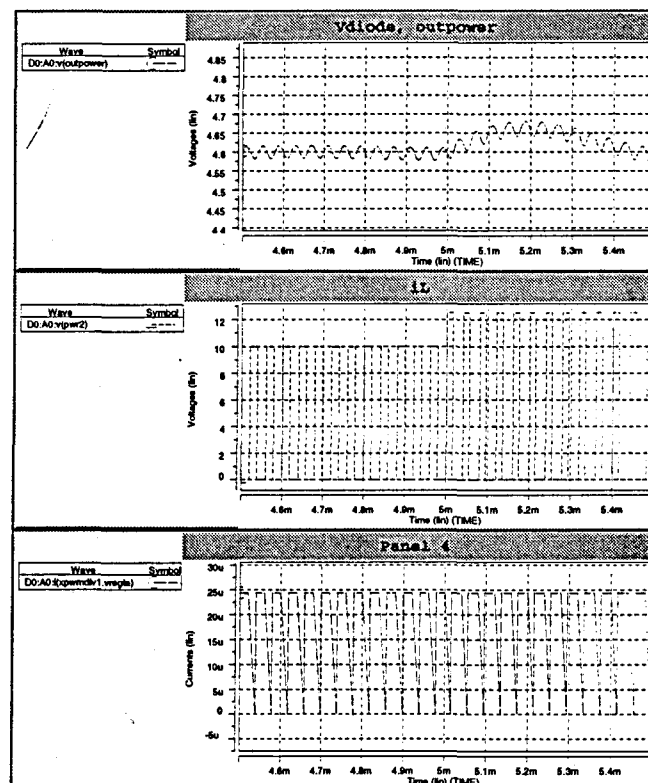 Vdiode, outpower
Wave Symbol
D0:A0:v(outpower)
Voltages (lin)
4.85
4.8
4.75
4.7
4.65
4.6
4.55
4.5
4.45
4.4
4.6m 4.7m 4.8m 4.9m 5m 5.1m 5.2m 5.3m 5.4m
Time (lin) (TIME)
iL
Wave Symbol
D0:A0:v(pwr2)
Voltages (lin)
12
10
8
6
4
2
0
4.6m 4.7m 4.8m 4.9m 5m 5.1m 5.2m 5.3m 5.4m
Time (lin) (TIME)
Panel 4
Wave Symbol
Currents (lin)
30u
25u
20u
15u
10u
5u
0
-5u
4.6m 4.7m 4.8m 4.9m 5m 5.1m 5.2m 5.3m 5.4m
Time (lin) (TIME)